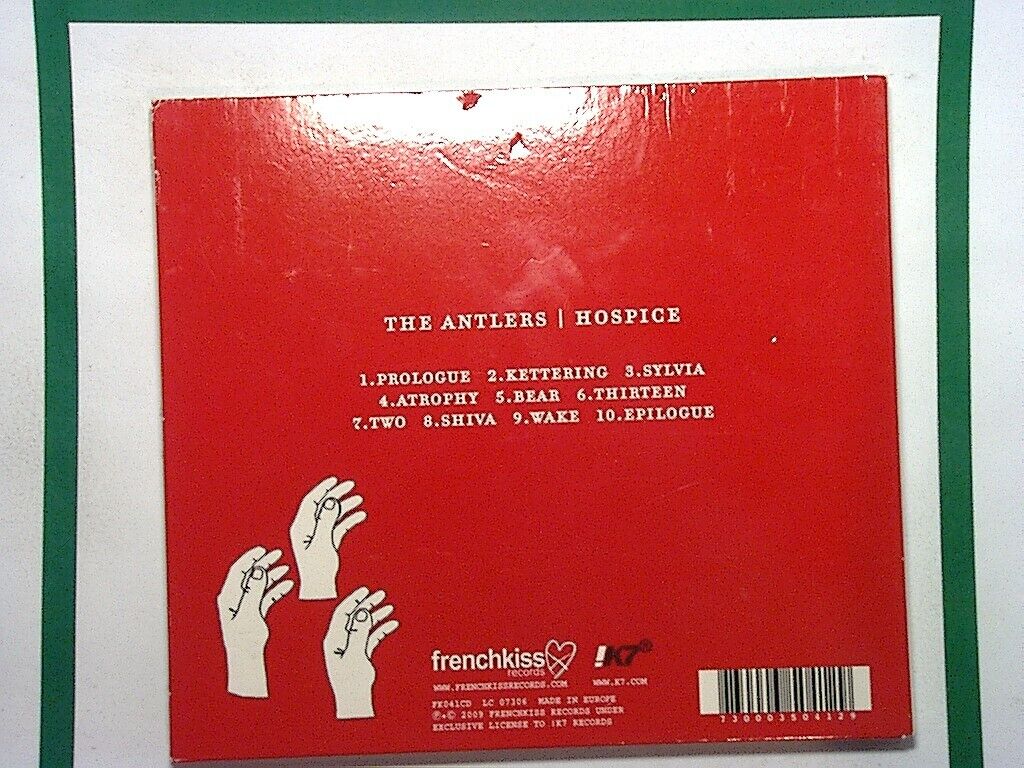 THE ANTLERS | HOSPICE
1.PROLOGUE 2.KETTERING 3.SYLVIA
4.ATROPHY 5.BEAR 6.THIRTEEN
7.TWO 8.SHIVA 9.WAKE 10.EPILOGUE
frenchkiss
records
WWW.FRENCHKISSRECORDS.COM
!K7®
WWW.K7.COM
FK041CD LC 07306 MADE IN EUROPE
℗+© 2009 FRENCHKISS RECORDS UNDER
EXCLUSIVE LICENSE TO !K7 RECORDS
730003504129